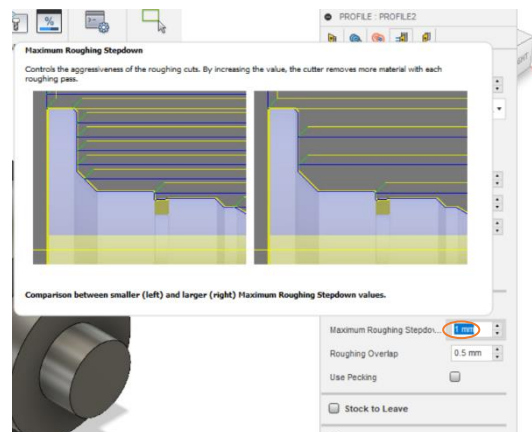 %
PROFILE : PROFILE2
Maximum Roughing Stepdown
Controls the aggressiveness of the roughing cuts. By increasing the value, the cutter removes more material with each
roughing pass.
Comparison between smaller (left) and larger (right) Maximum Roughing Stepdown values.
Maximum Roughing Stepdov...
1 mm
Roughing Overlap
0.5 mm
Use Pecking
Stock to Leave